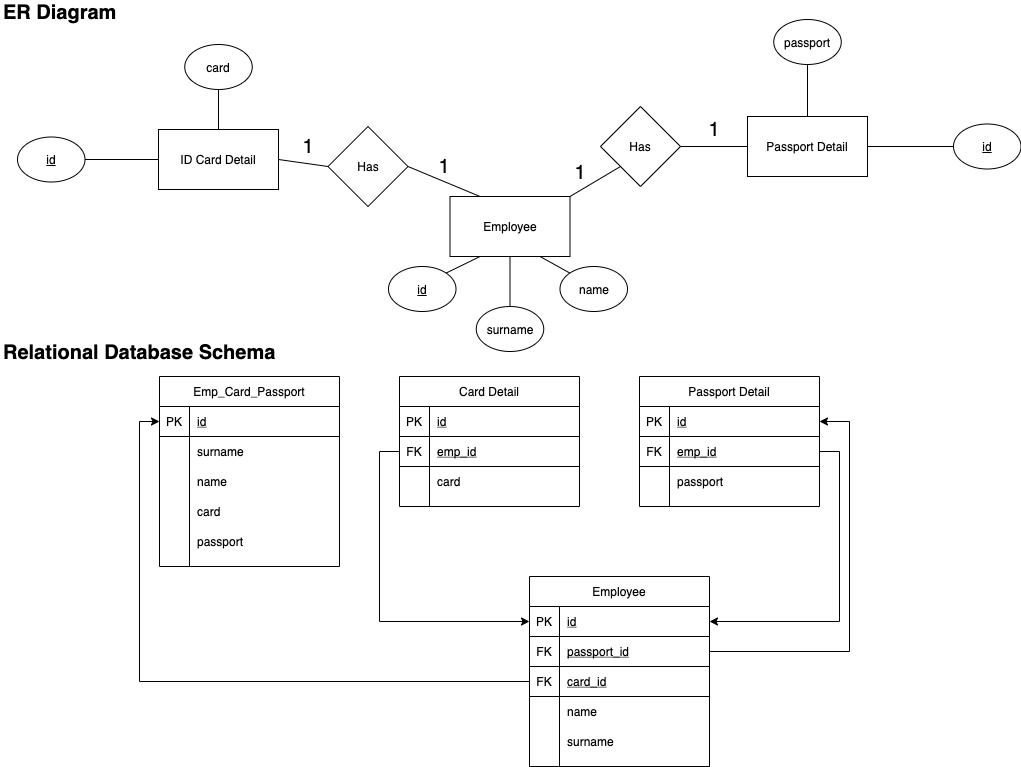 ER Diagram
passport
card
1
1
id
ID Card Detail
Has
1
1
Has
Passport Detail
id
Employee
id
name
surname
Relational Database Schema
Emp_Card_Passport
PK id
surname
name
card
passport
Card Detail
PK id
FK emp_id
card
Passport Detail
PK id
FK emp_id
passport
Employee
PK id
FK passport_id
FK card_id
name
surname